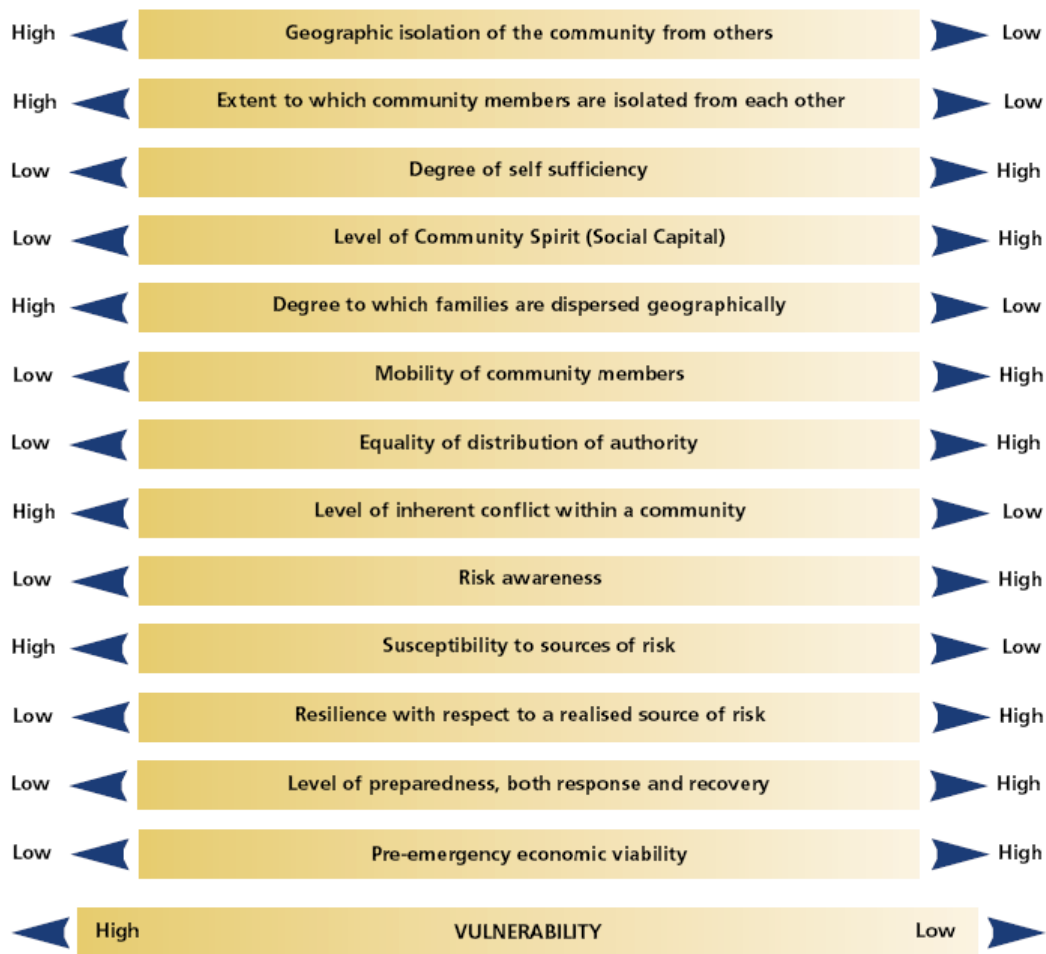 High Geographic isolation of the community from others Low
High Extent to which community members are isolated from each other Low
Low Degree of self sufficiency High
Low Level of Community Spirit (Social Capital) High
High Degree to which families are dispersed geographically Low
Low Mobility of community members High
Low Equality of distribution of authority High
High Level of inherent conflict within a community Low
Low Risk awareness High
High Susceptibility to sources of risk Low
Low Resilience with respect to a realised source of risk High
Low Level of preparedness, both response and recovery High
Low Pre-emergency economic viability High
High VULNERABILITY Low